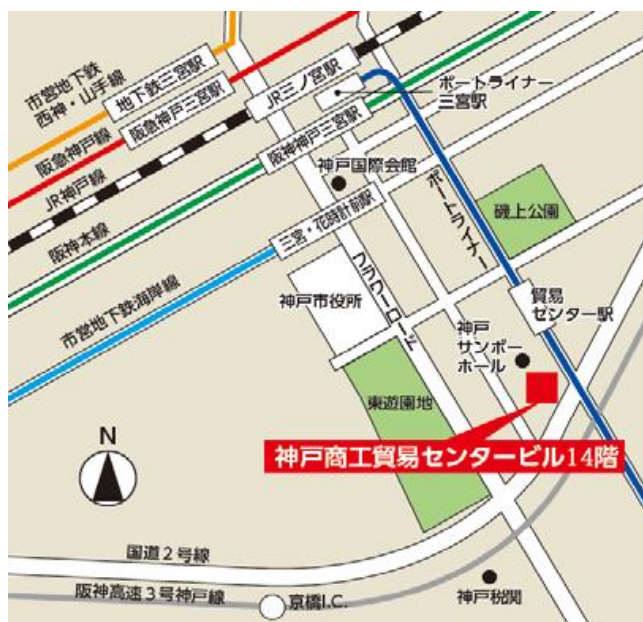 市営地下鉄
西神・山手線
地下鉄三宮駅
阪急神戸線
阪急神戸三宮駅
JR神戸線
JR三ノ宮駅
ポートライナー
三宮駅
阪神本線
阪神神戸三宮駅
神戸国際会館
ポートライナー
磯上公園
市営地下鉄海岸線
三宮・花時計前駅
神戸市役所
フラワーロード
貿易
センター駅
神戸
サンボー
ホール
東遊園地
神戸商工貿易センタービル14階
N
国道2号線
阪神高速3号神戸線
京橋I.C.
神戸税関